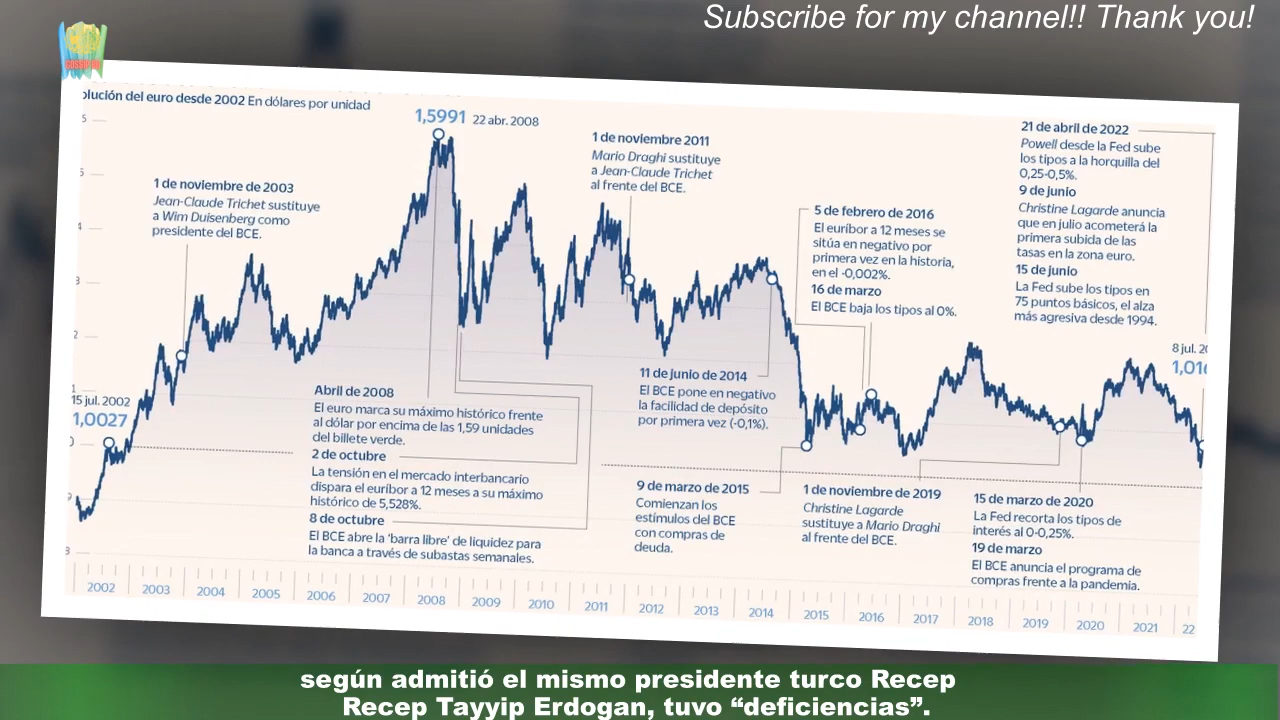 Subscribe for my channel!! Thank you!
olución del euro desde 2002 En dólares por unidad
1,5991 22 abr. 2008
1 de noviembre de 2003
Jean-Claude Trichet sustituye
a Wim Duisenberg como
presidente del BCE.
1 de noviembre 2011
Mario Draghi sustituye
a Jean-Claude Trichet
al frente del BCE.
5 de febrero de 2016
El euríbor a 12 meses se
sitúa en negativo por
primera vez en la historia,
en el -0,002%.
16 de marzo
El BCE baja los tipos al 0%.
21 de abril de 2022
Powell desde la Fed sube
los tipos a la horquilla del
0,25-0,5%.
9 de junio
Christine Lagarde anuncia
que en julio acometerá la
primera subida de las
tasas en la zona euro.
15 de junio
La Fed sube los tipos en
75 puntos básicos, el alza
más agresiva desde 1994.
8 jul. 20
1,016
5
5
4
3
2
1
0
9
8
15 jul. 2002
1,0027
Abril de 2008
El euro marca su máximo histórico frente
al dólar por encima de las 1,59 unidades
del billete verde.
2 de octubre
La tensión en el mercado interbancario
dispara el euríbor a 12 meses a su máximo
histórico de 5,528%.
8 de octubre
El BCE abre la ‘barra libre’ de liquidez para
la banca a través de subastas semanales.
11 de junio de 2014
El BCE pone en negativo
la facilidad de depósito
por primera vez (-0,1%).
9 de marzo de 2015
Comienzan los
estímulos del BCE
con compras de
deuda.
1 de noviembre de 2019
Christine Lagarde
sustituye a Mario Draghi
al frente del BCE.
15 de marzo de 2020
La Fed recorta los tipos de
interés al 0-0,25%.
19 de marzo
El BCE anuncia el programa de
compras frente a la pandemia.
2002 2003 2004 2005 2006 2007 2008 2009 2010 2011 2012 2013 2014 2015 2016 2017 2018 2019 2020 2021 22
según admitió el mismo presidente turco Recep
Recep Tayyip Erdogan, tuvo “deficiencias”.